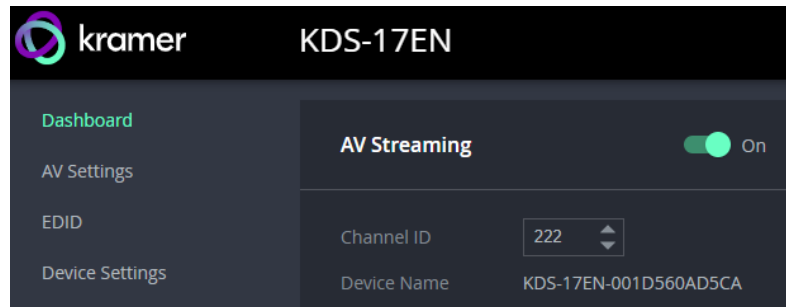 kramer KDS-17EN
Dashboard
AV Streaming On
AV Settings
EDID
Channel ID 222
Device Settings
Device Name KDS-17EN-001D560AD5CA